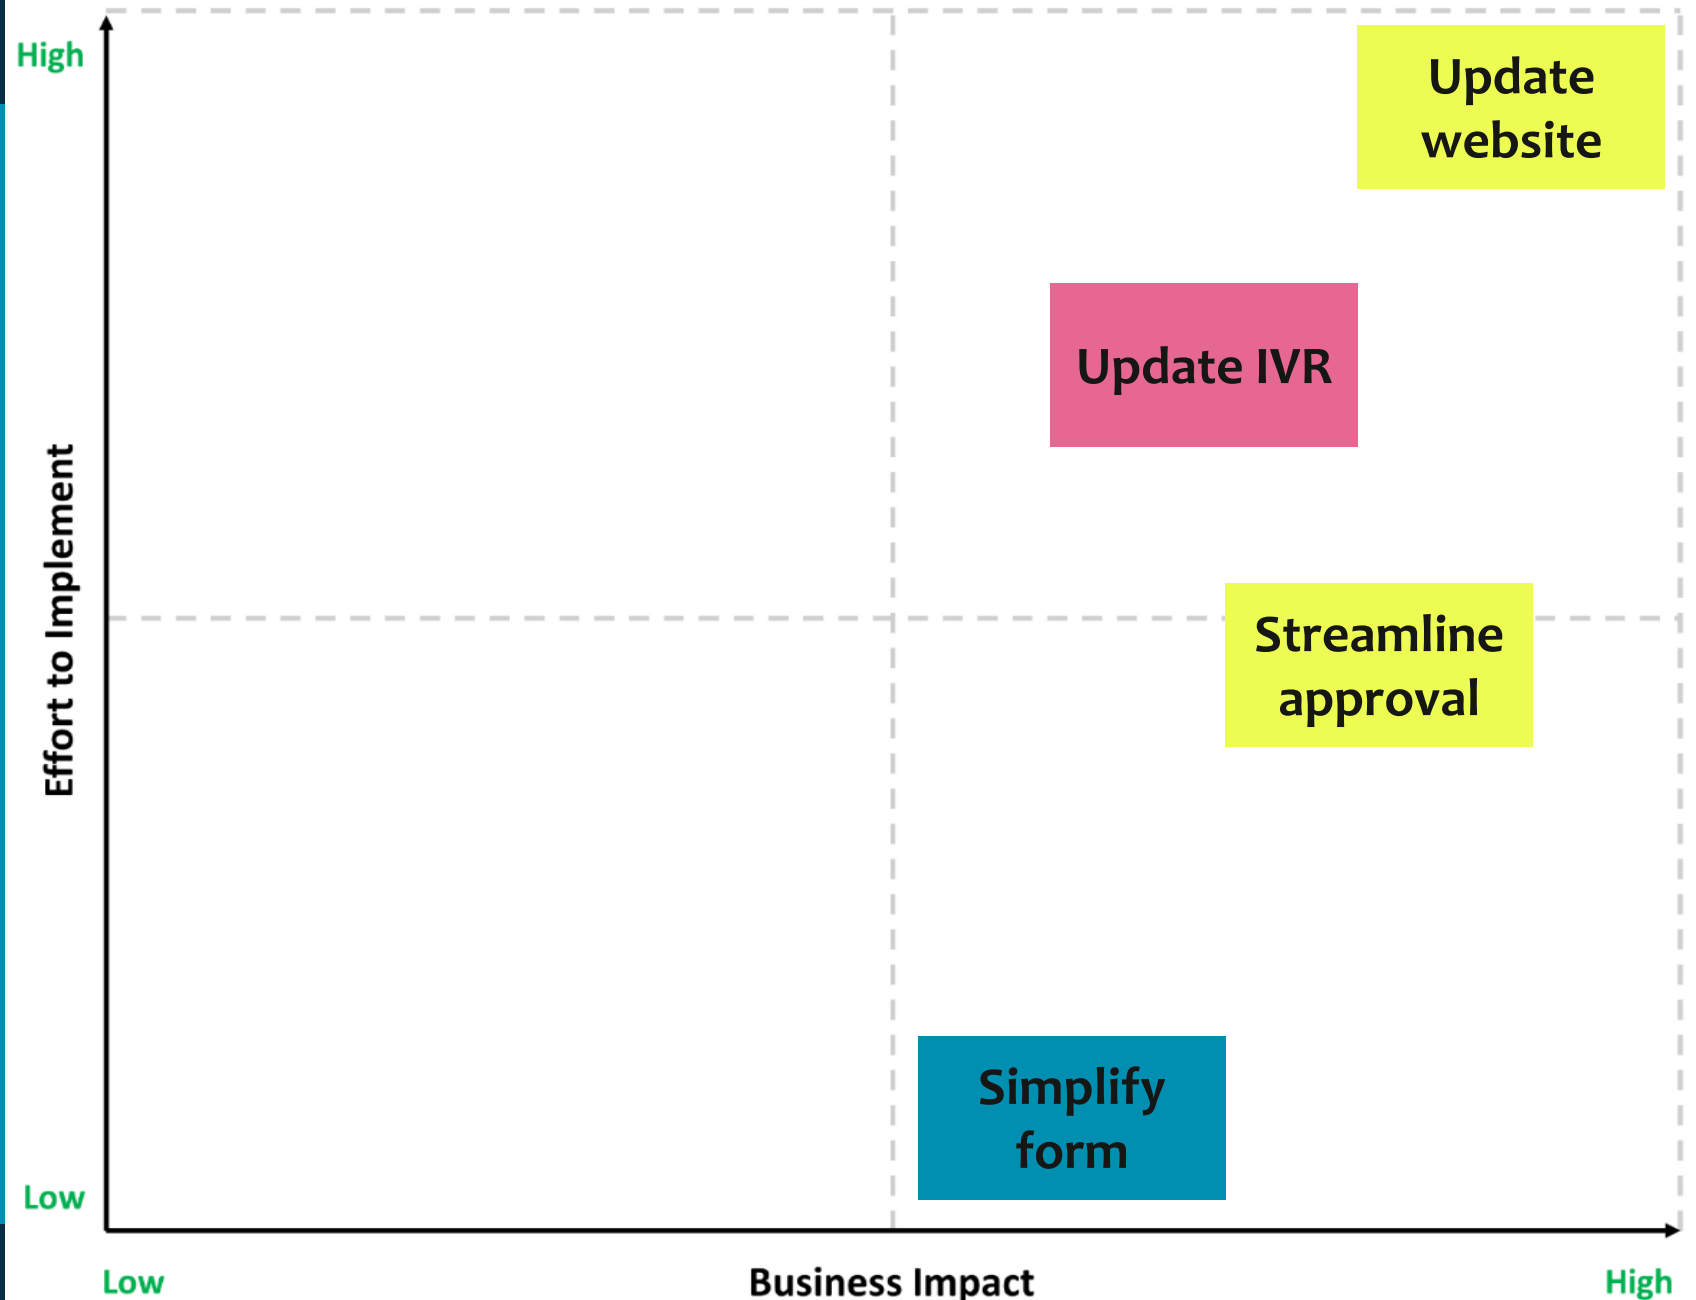 High
Update
website
Update IVR
Effort to Implement
Streamline
approval
Simplify
form
Low
Low
Business Impact
High